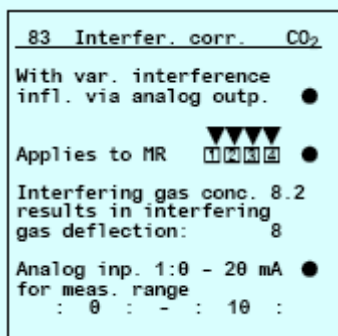 83 Interfer. corr. CO₂
With var. interference
infl. via analog outp. ●
Applies to MR 1 2 3 4 ●
Interfering gas conc. 8.2
results in interfering
gas deflection: 8
Analog inp. 1:0 - 20 mA ●
for meas. range
: 0 : - : 10 :